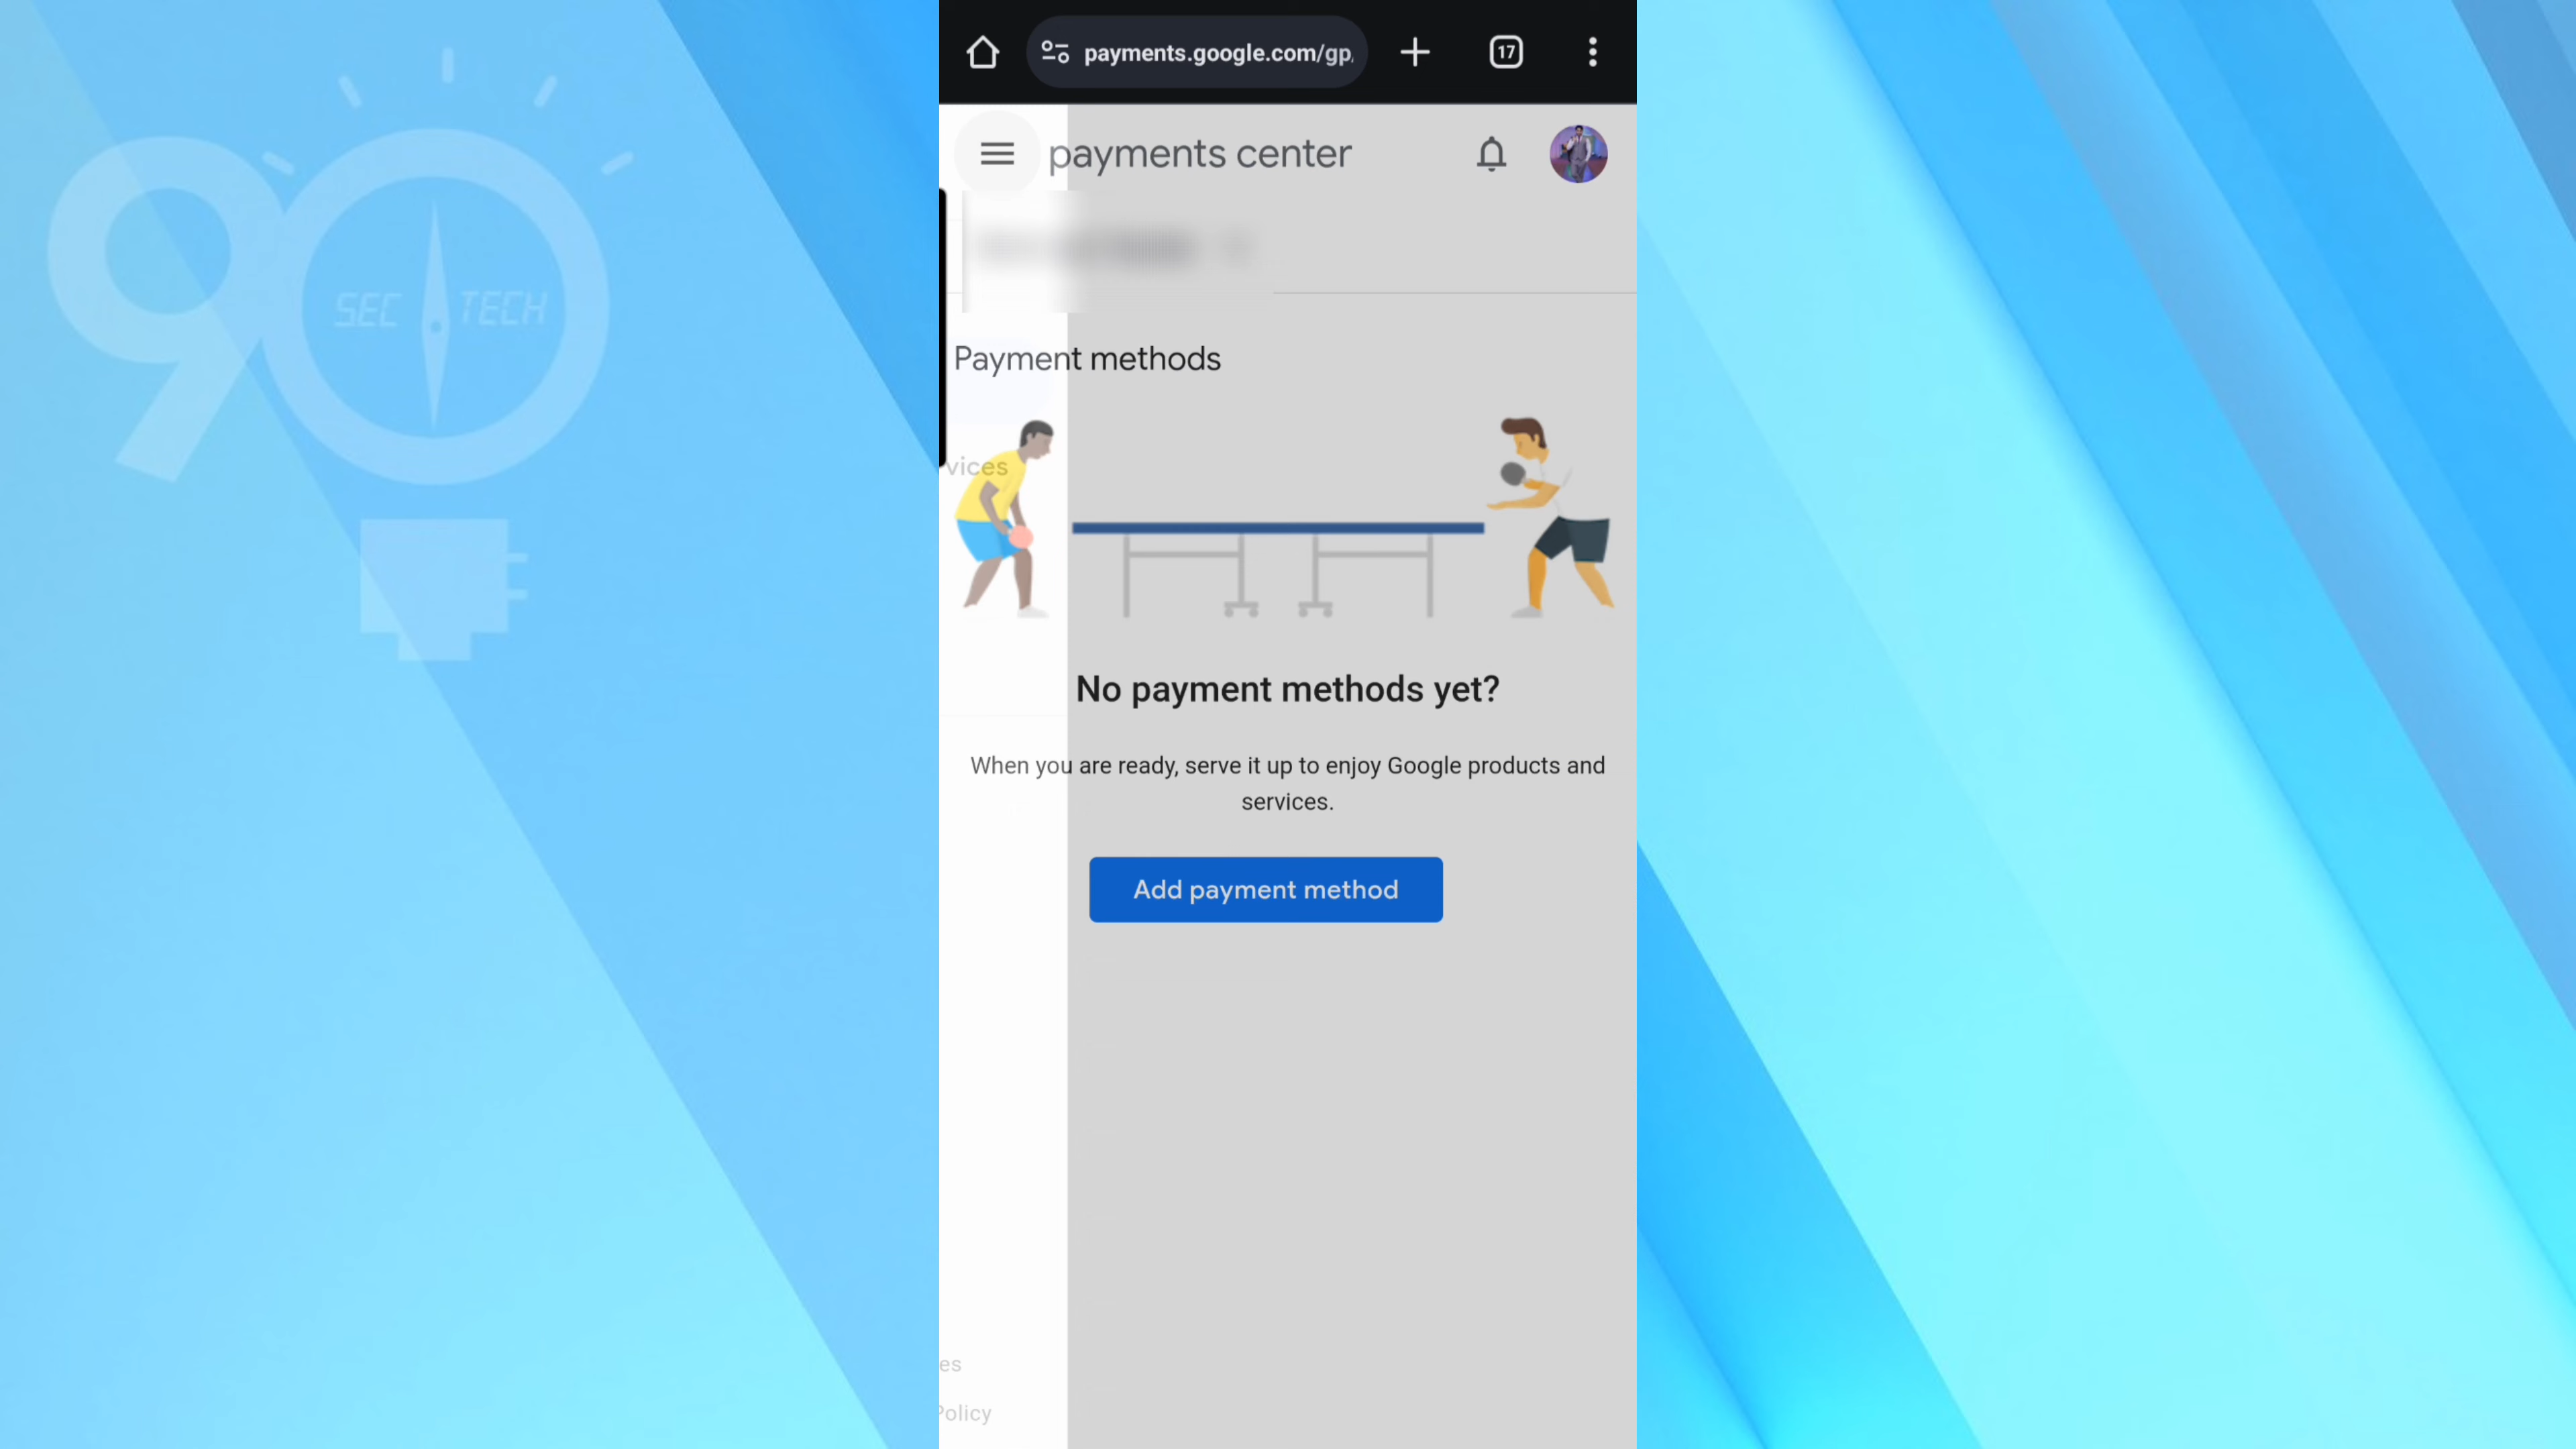 90
SEC TECH
payments.google.com/gp
17
payments center
Payment methods
vices
No payment methods yet?
When you are ready, serve it up to enjoy Google products and
services.
Add payment method
es
Policy